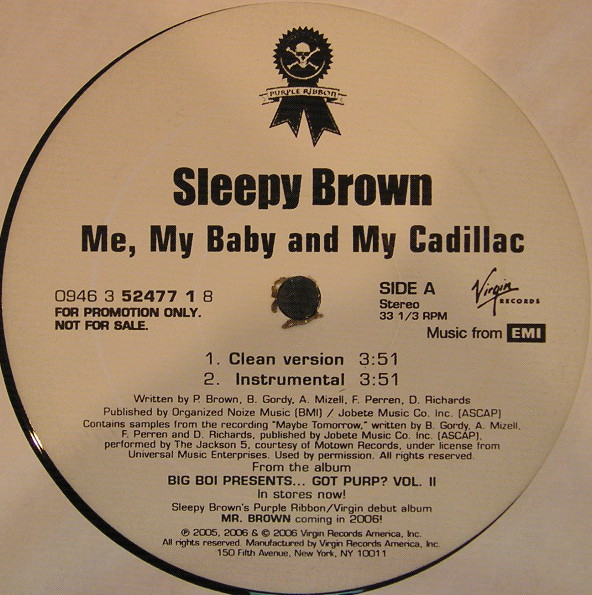 PURPLE RIBBON
Sleepy Brown
Me, My Baby and My Cadillac
0946 3 52477 1 8
FOR PROMOTION ONLY.
NOT FOR SALE.
SIDE A
Stereo
33 1/3 RPM
Virgin
RECORDS
Music from EMI
1. Clean version 3:51
2. Instrumental 3:51
Written by P. Brown, B. Gordy, A. Mizell, F. Perren, D. Richards
Published by Organized Noize Music (BMI) / Jobete Music Co. Inc. (ASCAP)
Contains samples from the recording "Maybe Tomorrow," written by B. Gordy, A. Mizell,
F. Perren and D. Richards, published by Jobete Music Co. Inc. (ASCAP),
performed by The Jackson 5, courtesy of Motown Records, under license from
Universal Music Enterprises. Used by permission. All rights reserved.
From the album
BIG BOI PRESENTS... GOT PURP? VOL. II
In stores now!
Sleepy Brown's Purple Ribbon/Virgin debut album
MR. BROWN coming in 2006!
℗ 2005, 2006 & © 2006 Virgin Records America, Inc.
All rights reserved. Manufactured by Virgin Records America, Inc.
150 Fifth Avenue, New York, NY 10011